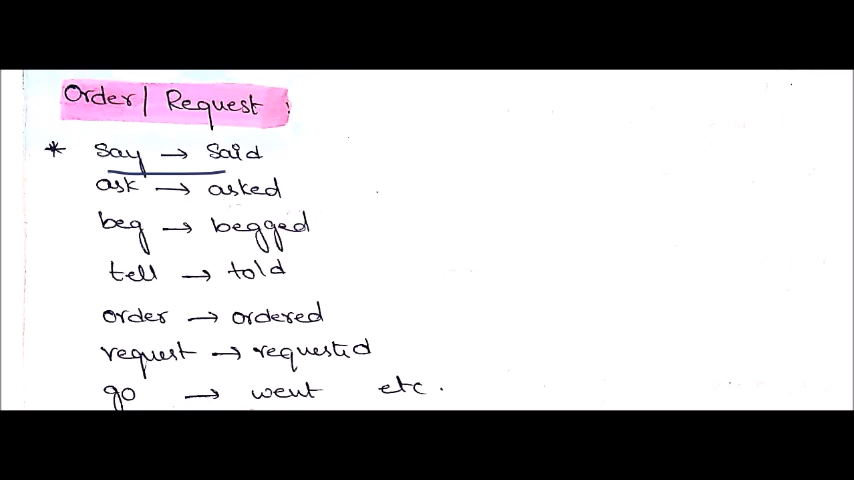 Order/ Request :
* Say → Said
ask → asked
beg → begged
tell → told
order → ordered
request → requested
go → went etc.